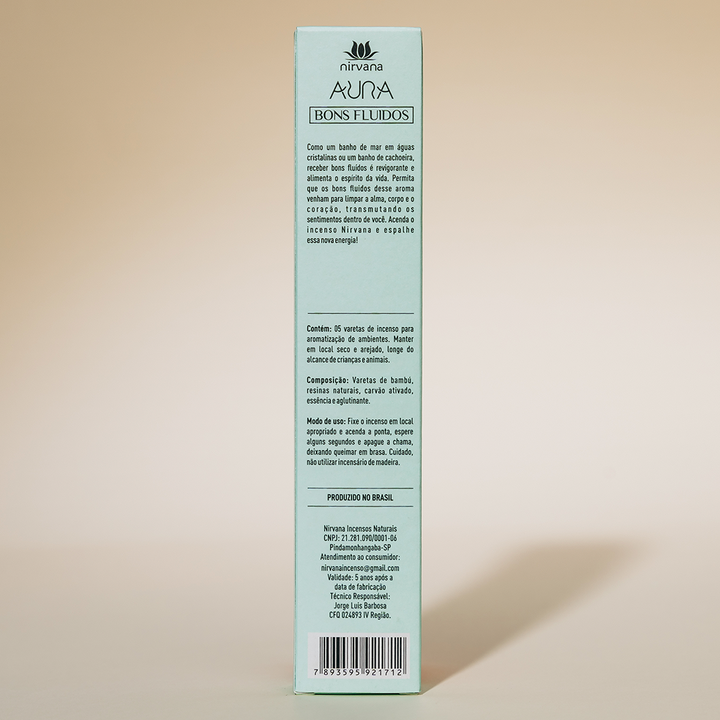 nirvana
AURA
BONS FLUIDOS
Como um banho de mar em águas
cristalinas ou um banho de cachoeira,
receber bons fluidos é revigorante e
alimenta o espírito da vida. Permita
que os bons fluidos desse aroma
venham para limpar a alma, corpo e o
coração, transmutando os
sentimentos dentro de você. Acenda o
incenso Nirvana e espalhe
essa nova energia!
Contém: 05 varetas de incenso para
aromatização de ambientes. Manter
em local seco e arejado, longe do
alcance de crianças e animais.
Composição: Varetas de bambú,
resinas naturais, carvão ativado,
essência e aglutinante.
Modo de uso: Fixe o incenso em local
apropriado e acenda a ponta, espere
alguns segundos e apague a chama,
deixando queimar em brasa. Cuidado,
não utilizar incensário de madeira.
PRODUZIDO NO BRASIL
Nirvana Incensos Naturais
CNPJ: 21.281.090/0001-06
Pindamonhangaba-SP
Atendimento ao consumidor:
nirvanaincenso@gmail.com
Validade: 5 anos após a
data de fabricação
Técnico Responsável:
Jorge Luis Barbosa
CFQ 024893 IV Região.
7 893595 921712